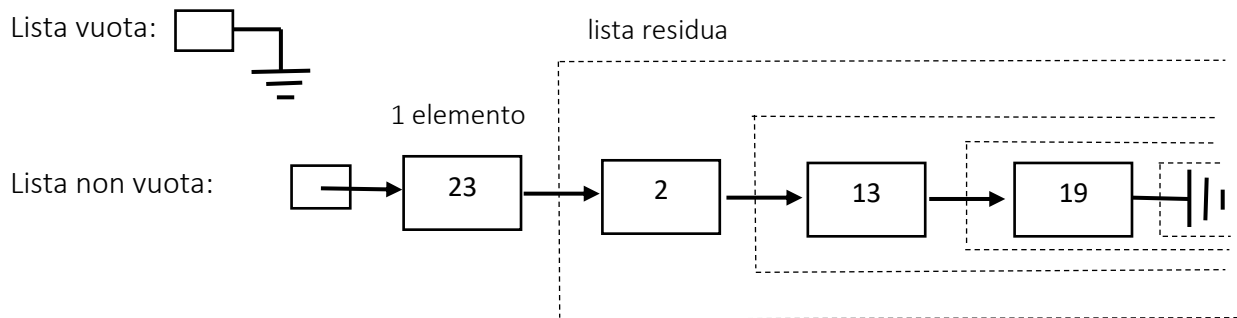 Lista vuota:
lista residua
1 elemento
Lista non vuota:
23
2
13
19